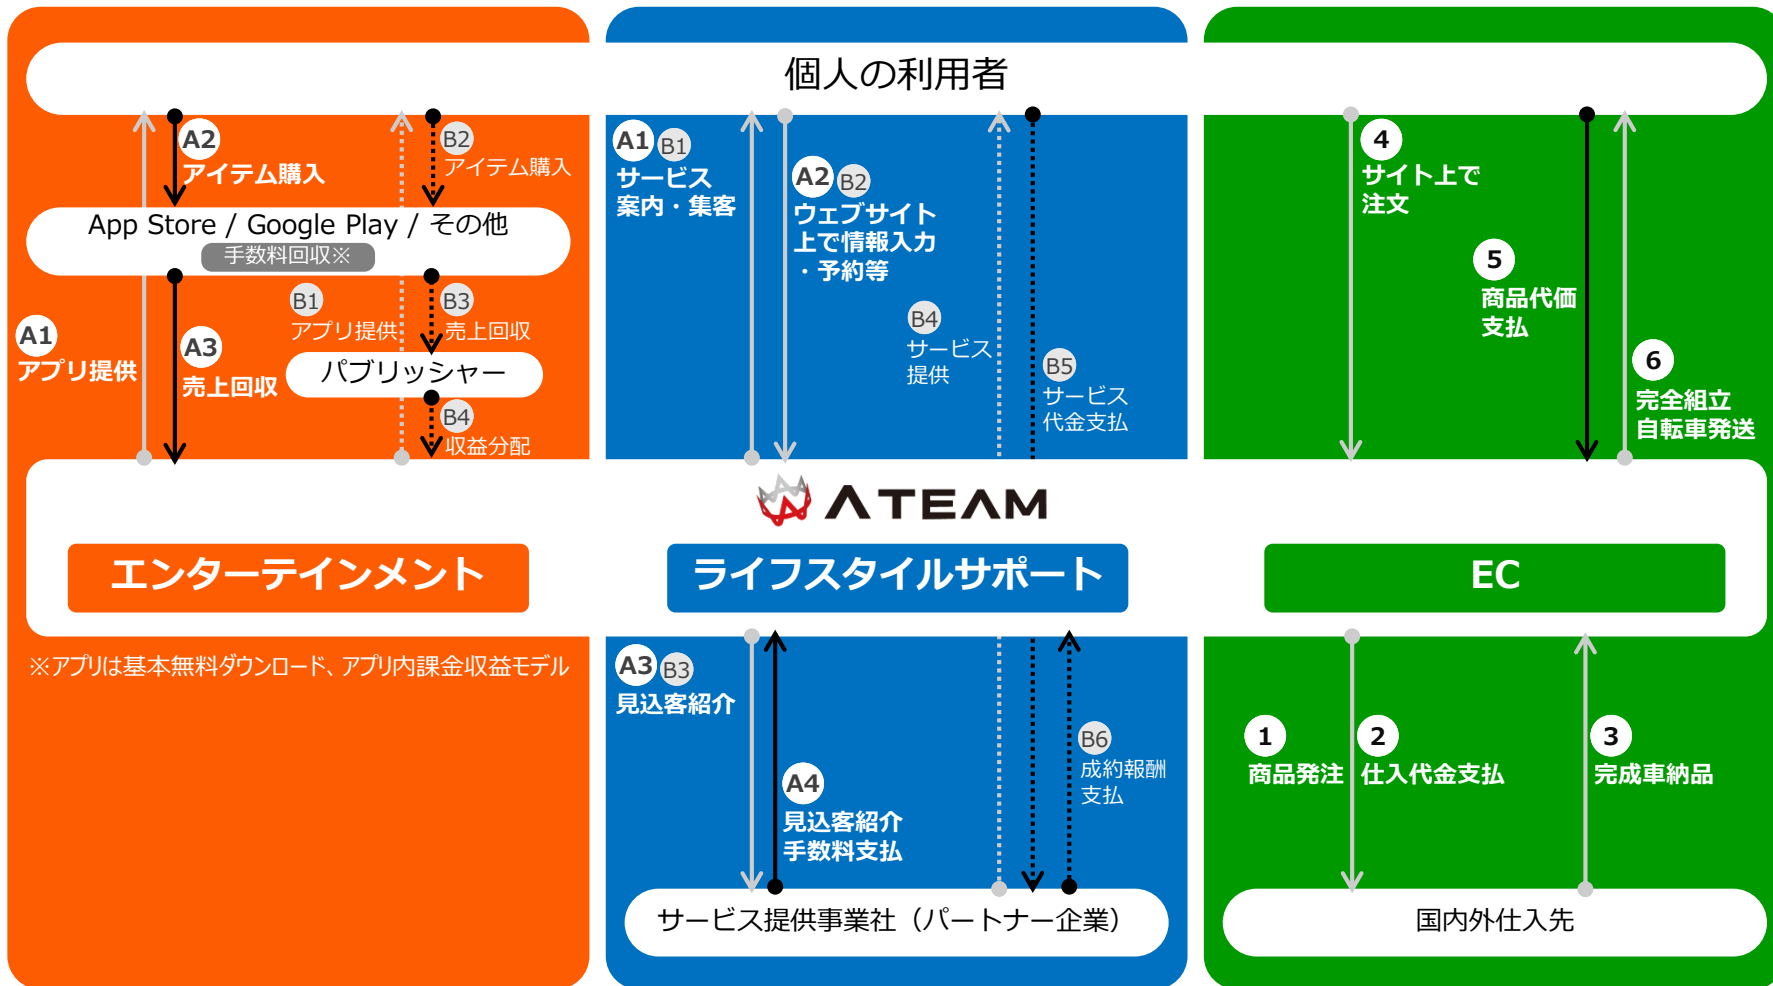 個人の利用者
A2
アイテム購入
B2
アイテム購入
App Store / Google Play / その他
手数料回収※
A1
アプリ提供
A3
売上回収
B1
アプリ提供
B3
売上回収
パブリッシャー
B4
収益分配
A1 B1
サービス
案内・集客
A2 B2
ウェブサイト
上で情報入力
・予約等
B4
サービス
提供
B5
サービス
代金支払
4
サイト上で
注文
5
商品代価
支払
6
完全組立
自転車発送
ATEAM
エンターテインメント
ライフスタイルサポート
EC
※アプリは基本無料ダウンロード、アプリ内課金収益モデル
A3 B3
見込客紹介
A4
見込客紹介
手数料支払
B6
成約報酬
支払
サービス提供事業社（パートナー企業）
1
商品発注
2
仕入代金支払
3
完成車納品
国内外仕入先